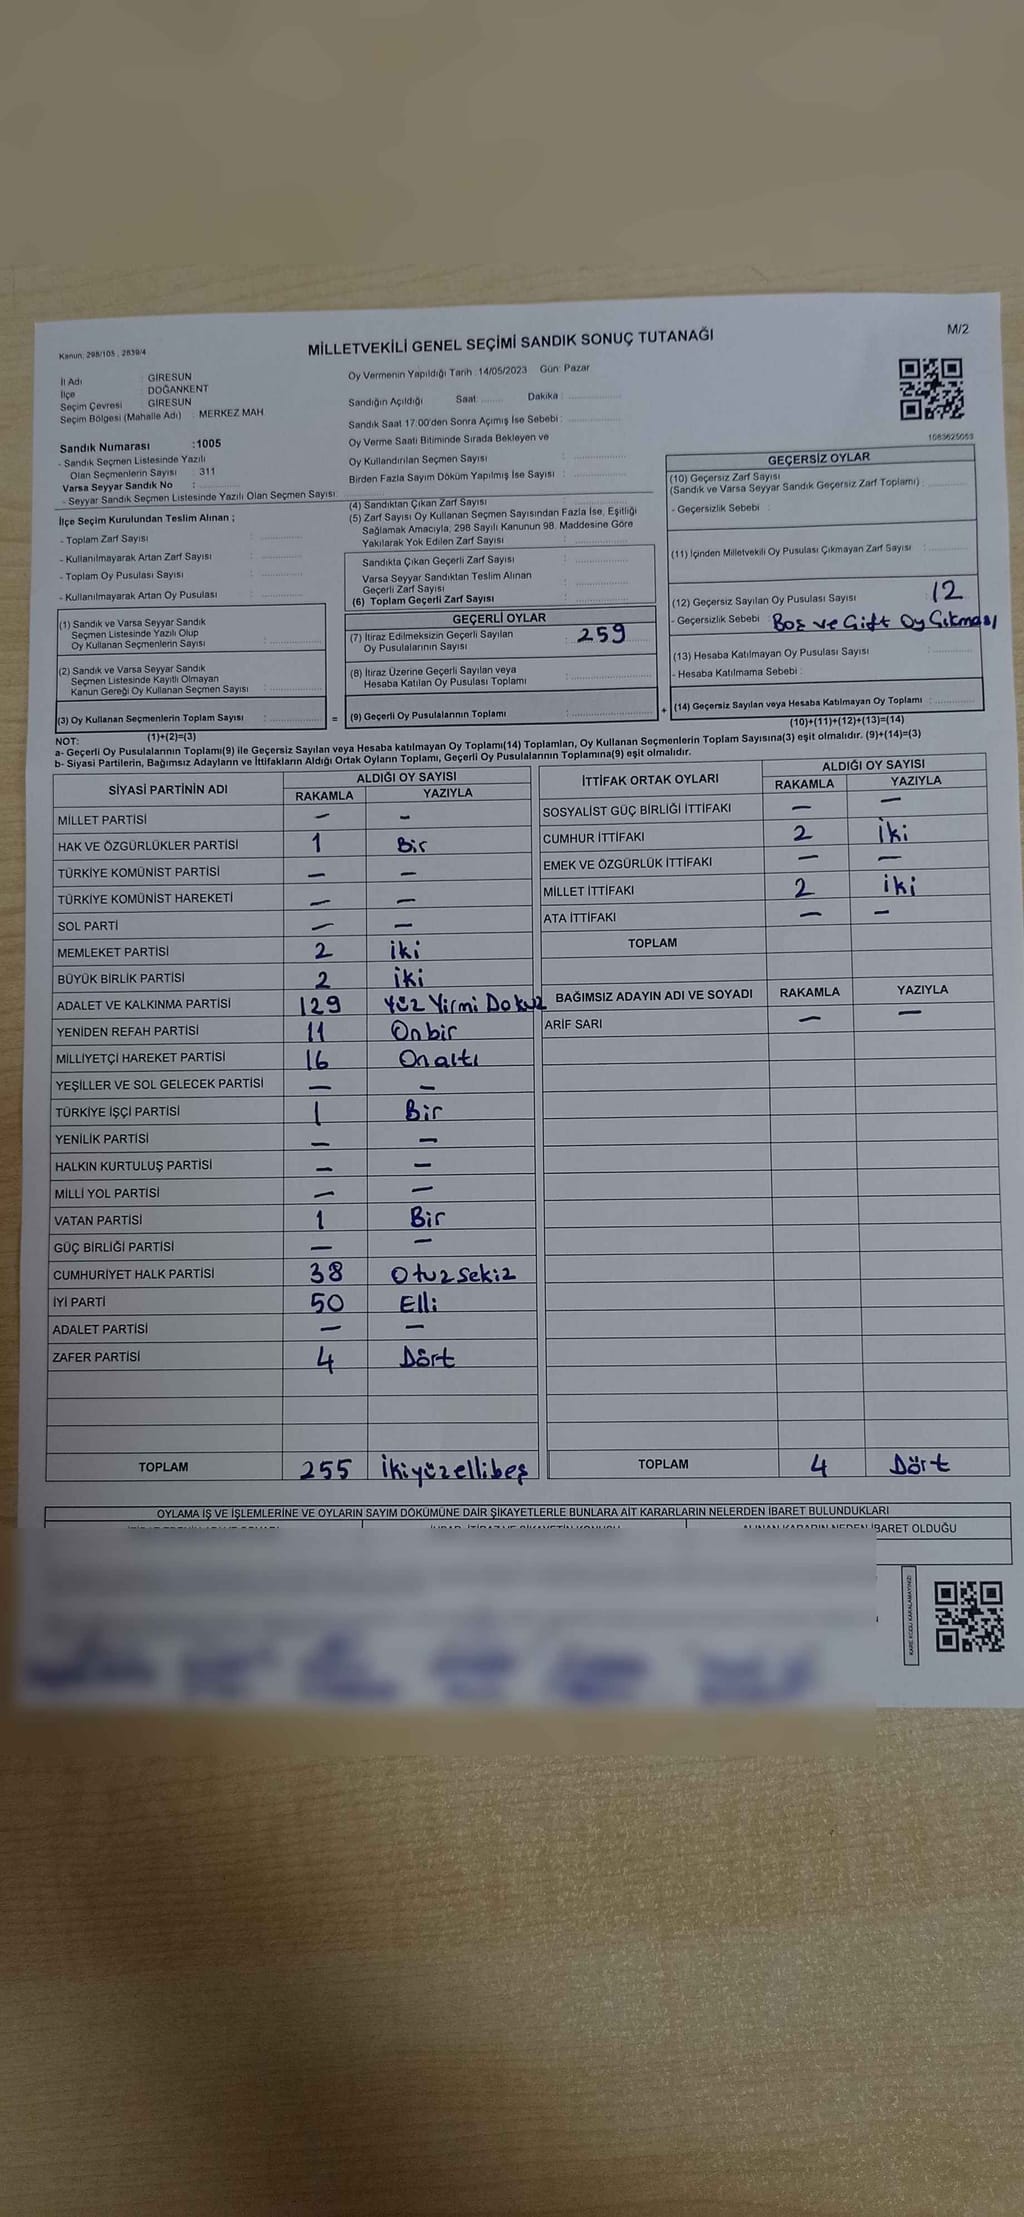 Kanun; 298/105 , 2839/4
MİLLETVEKİLİ GENEL SEÇİMİ SANDIK SONUÇ TUTANAĞI
M/2
İl Adı : GİRESUN
İlçe : DOĞANKENT
Seçim Çevresi : GİRESUN
Seçim Bölgesi (Mahalle Adı) : MERKEZ MAH
Sandık Numarası :1005
- Sandık Seçmen Listesinde Yazılı
Olan Seçmenlerin Sayısı : 311
Varsa Seyyar Sandık No :
- Seyyar Sandık Seçmen Listesinde Yazılı Olan Seçmen Sayısı:
İlçe Seçim Kurulundan Teslim Alınan ;
- Toplam Zarf Sayısı :
- Kullanılmayarak Artan Zarf Sayısı :
- Toplam Oy Pusulası Sayısı :
- Kullanılmayarak Artan Oy Pusulası :
(1) Sandık ve Varsa Seyyar Sandık
Seçmen Listesinde Yazılı Olup
Oy Kullanan Seçmenlerin Sayısı :
(2) Sandık ve Varsa Seyyar Sandık
Seçmen Listesinde Kayıtlı Olmayan
Kanun Gereği Oy Kullanan Seçmen Sayısı :
(3) Oy Kullanan Seçmenlerin Toplam Sayısı :
(1)+(2)=(3)
Oy Vermenin Yapıldığı Tarih :14/05/2023 Gün: Pazar
Sandığın Açıldığı Saat: Dakika :
Sandık Saat 17:00'den Sonra Açımış İse Sebebi :
Oy Verme Saati Bitiminde Sırada Bekleyen ve
Oy Kullandırılan Seçmen Sayısı :
Birden Fazla Sayım Döküm Yapılmış İse Sayısı :
(4) Sandıktan Çıkan Zarf Sayısı :
(5) Zarf Sayısı Oy Kullanan Seçmen Sayısından Fazla İse, Eşitliği
Sağlamak Amacıyla, 298 Sayılı Kanunun 98. Maddesine Göre
Yakılarak Yok Edilen Zarf Sayısı :
Sandıkta Çıkan Geçerli Zarf Sayısı :
Varsa Seyyar Sandıktan Teslim Alınan
Geçerli Zarf Sayısı :
(6) Toplam Geçerli Zarf Sayısı :
GEÇERLİ OYLAR
(7) İtiraz Edilmeksizin Geçerli Sayılan
Oy Pusulalarının Sayısı : 259
(8) İtiraz Üzerine Geçerli Sayılan veya
Hesaba Katılan Oy Pusulası Toplamı :
= (9) Geçerli Oy Pusulalarının Toplamı : +
1083625053
GEÇERSİZ OYLAR
(10) Geçersiz Zarf Sayısı
(Sandık ve Varsa Seyyar Sandık Geçersiz Zarf Toplamı) :
- Geçersizlik Sebebi :
(11) İçinden Milletvekili Oy Pusulası Çıkmayan Zarf Sayısı :
(12) Geçersiz Sayılan Oy Pusulası Sayısı 12
- Geçersizlik Sebebi : Boş ve Çift Oy Çıkması
(13) Hesaba Katılmayan Oy Pusulası Sayısı :
- Hesaba Katılmama Sebebi :
(14) Geçersiz Sayılan veya Hesaba Katılmayan Oy Toplamı :
(10)+(11)+(12)+(13)=(14)
NOT:
a- Geçerli Oy Pusulalarının Toplamı(9) ile Geçersiz Sayılan veya Hesaba katılmayan Oy Toplamı(14) Toplamları, Oy Kullanan Seçmenlerin Toplam Sayısına(3) eşit olmalıdır. (9)+(14)=(3)
b- Siyasi Partilerin, Bağımsız Adayların ve İttifakların Aldığı Oy Toplamı, Geçerli Oy Pusulalarının Toplamına(9) eşit olmalıdır.
SİYASİ PARTİNİN ADI ALDIĞI OY SAYISI
RAKAMLA YAZIYLA
MİLLET PARTİSİ - -
HAK VE ÖZGÜRLÜKLER PARTİSİ 1 Bir
TÜRKİYE KOMÜNİST PARTİSİ - -
TÜRKİYE KOMÜNİST HAREKETİ - -
SOL PARTİ - -
MEMLEKET PARTİSİ 2 iki
BÜYÜK BİRLİK PARTİSİ 2 iki
ADALET VE KALKINMA PARTİSİ 129 Yüz Yirmi Dokuz
YENİDEN REFAH PARTİSİ 11 Onbir
MİLLİYETÇİ HAREKET PARTİSİ 16 Onaltı
YEŞİLLER VE SOL GELECEK PARTİSİ - -
TÜRKİYE İŞÇİ PARTİSİ 1 Bir
YENİLİK PARTİSİ - -
HALKIN KURTULUŞ PARTİSİ - -
MİLLİ YOL PARTİSİ - -
VATAN PARTİSİ 1 Bir
GÜÇ BİRLİĞİ PARTİSİ - -
CUMHURİYET HALK PARTİSİ 38 Otuz Sekiz
İYİ PARTİ 50 Elli
ADALET PARTİSİ - -
ZAFER PARTİSİ 4 Dört
TOPLAM 255 İkiyüzellibeş
İTTİFAK ORTAK OYLARI ALDIĞI OY SAYISI
RAKAMLA YAZIYLA
SOSYALİST GÜÇ BİRLİĞİ İTTİFAKI - -
CUMHUR İTTİFAKI 2 İki
EMEK VE ÖZGÜRLÜK İTTİFAKI - -
MİLLET İTTİFAKI 2 iki
ATA İTTİFAKI - -
TOPLAM
BAĞIMSIZ ADAYIN ADI VE SOYADI RAKAMLA YAZIYLA
ARİF SARI - -
TOPLAM 4 Dört
OYLAMA İŞ VE İŞLEMLERİNE VE OYLARIN SAYIM DÖKÜMÜNE DAİR ŞİKAYETLERLE BUNLARA AİT KARARLARIN NELERDEN İBARET BULUNDUKLARI
ALINAN KARARIN NEDEN İBARET OLDUĞU
KARE KODU KARALAMAYINIZ!